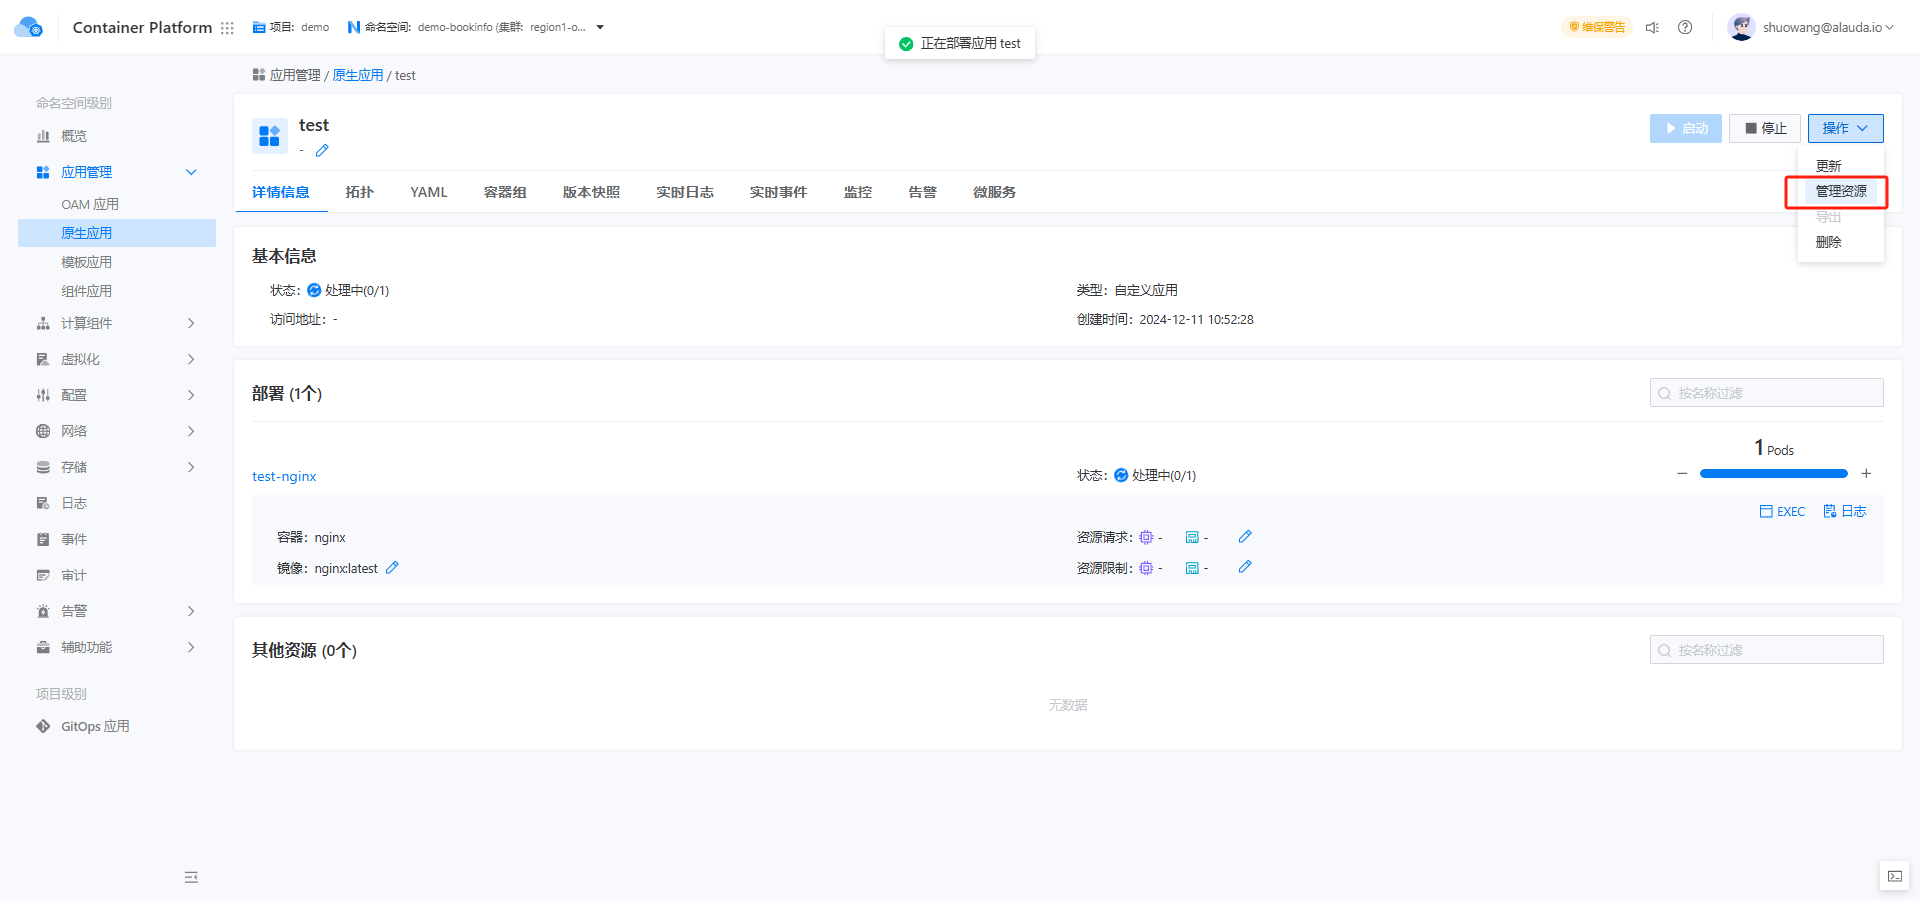 Container Platform
项目: demo
命名空间: demo-bookinfo (集群: region1-o...
正在部署应用 test
维保警告
shuowang@alauda.io
命名空间级别
概览
应用管理
OAM 应用
原生应用
模板应用
组件应用
计算组件
虚拟化
配置
网络
存储
日志
事件
审计
告警
辅助功能
项目级别
GitOps 应用
应用管理 / 原生应用 / test
test
-
启动
停止
操作
更新
管理资源
导出
删除
详情信息 拓扑 YAML 容器组 版本快照 实时日志 实时事件 监控 告警 微服务
基本信息
状态: 处理中(0/1)
类型: 自定义应用
访问地址: -
创建时间: 2024-12-11 10:52:28
部署 (1个)
按名称过滤
1 Pods
test-nginx
状态: 处理中(0/1)
EXEC 日志
容器: nginx
资源请求: - -
镜像: nginx:latest
资源限制: - -
其他资源 (0个)
按名称过滤
无数据